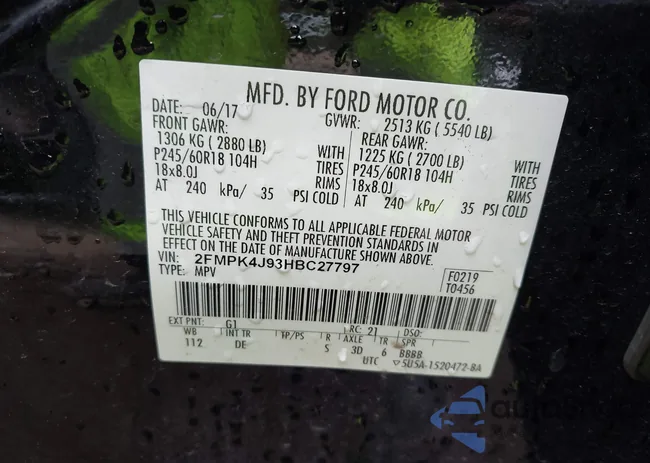 MFD. BY FORD MOTOR CO.
DATE: 06/17 GVWR: 2513 KG ( 5540 LB)
FRONT GAWR: REAR GAWR:
1306 KG ( 2880 LB) WITH 1225 KG ( 2700 LB) WITH
P245/60R18 104H TIRES P245/60R18 104H TIRES
18x8.0J RIMS 18x8.0J RIMS
AT 240 kPa/ 35 PSI COLD AT 240 kPa/ 35 PSI COLD
THIS VEHICLE CONFORMS TO ALL APPLICABLE FEDERAL MOTOR
VEHICLE SAFETY AND THEFT PREVENTION STANDARDS IN
EFFECT ON THE DATE OF MANUFACTURE SHOWN ABOVE.
VIN: 2FMPK4J93HBC27797 F0219
TYPE: MPV T0456
EXT PNT: G1 RC: 21 DSO:
WB INT TR TP/PS R AXLE TR SPR
112 DE S 3D 6 BBBB
UTC ▽5U5A-1520472-BA